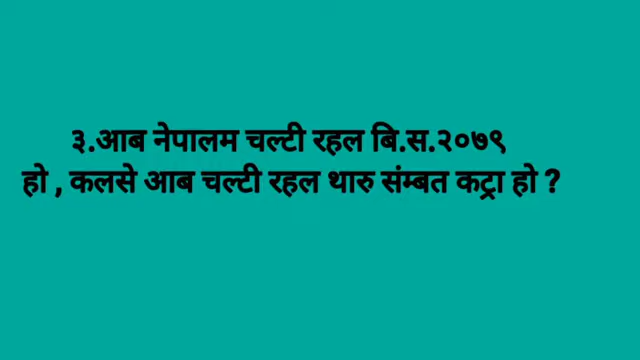 ३.आब नेपालम चल्टी रहल बि.स.२०७९
हो , कलसे आब चल्टी रहल थारु संम्बत कट्रा हो ?